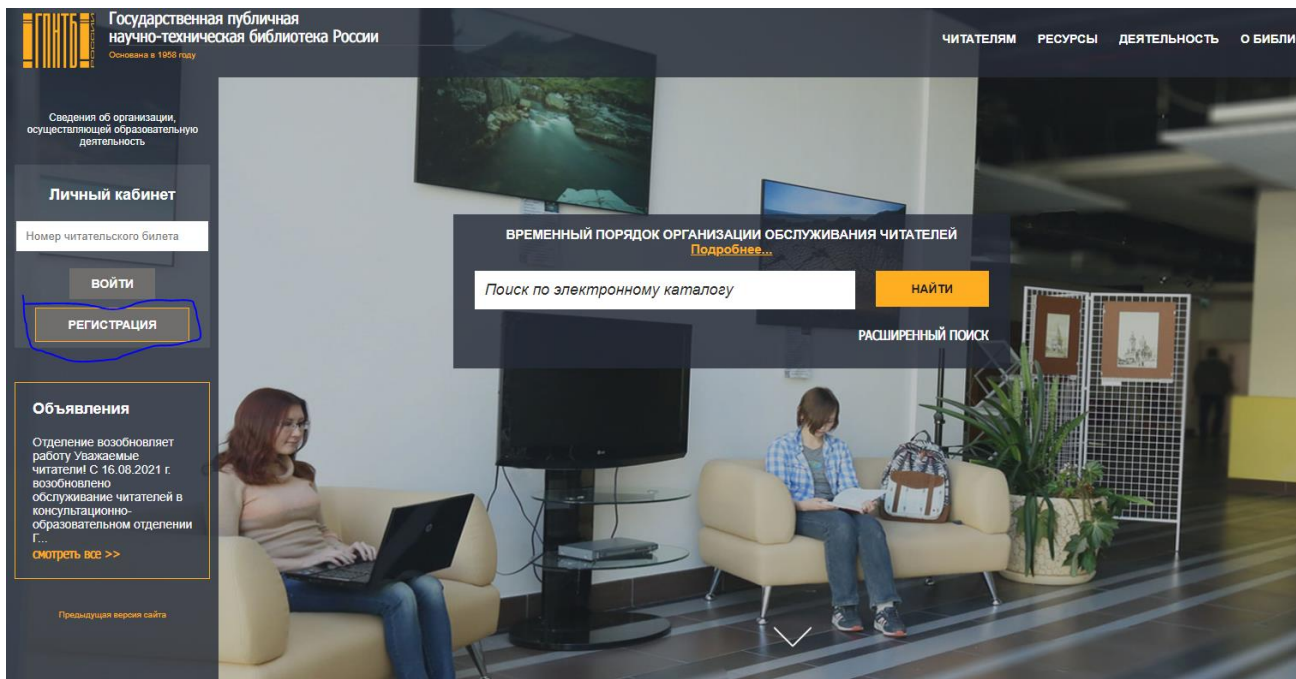 ГПНТБ
РОССИИ
Государственная публичная
научно-техническая библиотека России
Основана в 1958 году
ЧИТАТЕЛЯМ РЕСУРСЫ ДЕЯТЕЛЬНОСТЬ О БИБЛИ
Сведения об организации,
осуществляющей образовательную
деятельность
Личный кабинет
Номер читательского билета
ВОЙТИ
РЕГИСТРАЦИЯ
ВРЕМЕННЫЙ ПОРЯДОК ОРГАНИЗАЦИИ ОБСЛУЖИВАНИЯ ЧИТАТЕЛЕЙ
Подробнее...
Поиск по электронному каталогу
НАЙТИ
РАСШИРЕННЫЙ ПОИСК
Объявления
Отделение возобновляет
работу Уважаемые
читатели! С 16.08.2021 г.
возобновлено
обслуживание читателей в
консультационно-
образовательном отделении
Г...
смотреть все >>
Предыдущая версия сайта